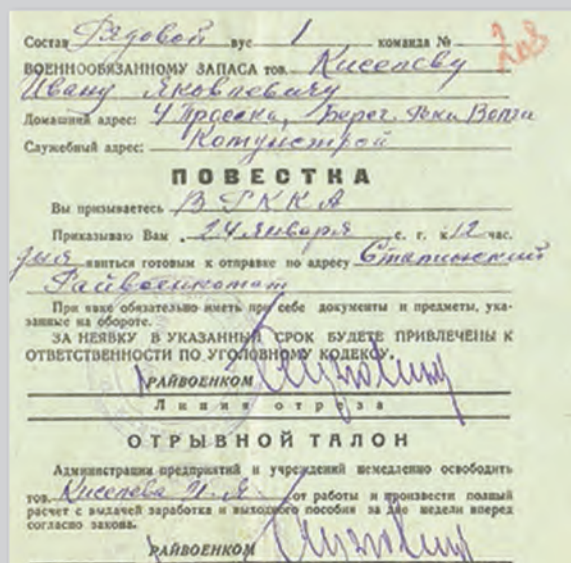 Состав Рядовой вус 1 команда №
208
ВОЕННООБЯЗАННОМУ ЗАПАСА тов. Киселеву
Ивану Яковлевичу
Домашний адрес: 4 Просека, Берег. Реки Волги
Служебный адрес:
ПОВЕСТКА
Вы призываетесь В РККА
Приказываю Вам 24 Января с. г. к 12 час.
дня явиться готовым к отправке по адресу Сталинский
Райвоенкомат
При явке обязательно иметь при себе документы и предметы, ука-
занные на обороте.
ЗА НЕЯВКУ В УКАЗАННЫЙ СРОК БУДЕТЕ ПРИВЛЕЧЕНЫ К
ОТВЕТСТВЕННОСТИ ПО УГОЛОВНОМУ КОДЕКСУ.
РАЙВОЕНКОМ
Линия отреза
ОТРЫВНОЙ ТАЛОН
Администрации предприятий и учреждений немедленно освободить
тов. Киселева И. Я от работы и произвести полный
расчет с выдачей заработка и выходного пособия за две недели вперед
согласно закона.
РАЙВОЕНКОМ